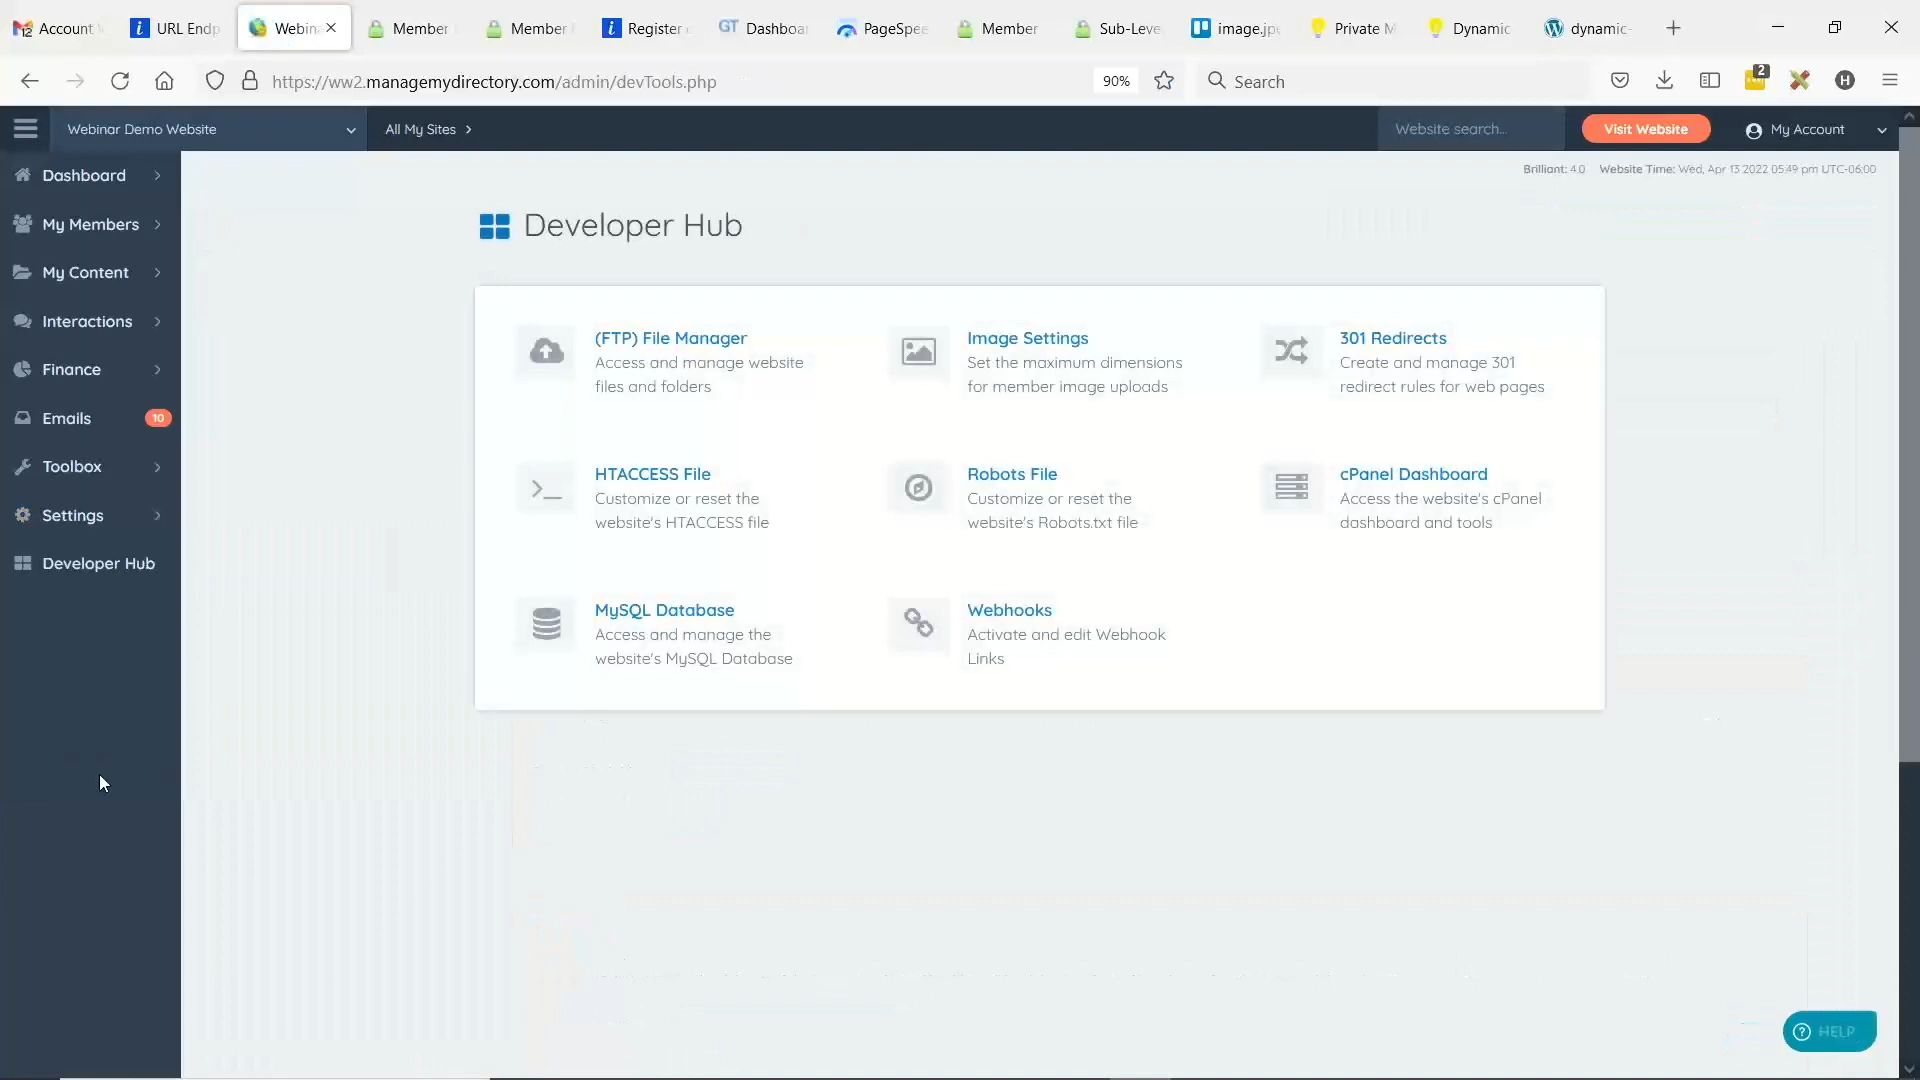 Account
URL Endp
Webin
Member
Member
Register
GT Dashboa
PageSpee
Member
Sub-Leve
image.jp
Private M
Dynamic
dynamic-
https://ww2.managemydirectory.com/admin/devTools.php
90%
Search
2
H
Webinar Demo Website
All My Sites
Website search...
Visit Website
My Account
Brilliant: 4.0 Website Time: Wed, Apr 13 2022 05:49 pm UTC-06:00
Dashboard
My Members
My Content
Interactions
Finance
Emails
10
Toolbox
Settings
Developer Hub
Developer Hub
(FTP) File Manager
Access and manage website
files and folders
Image Settings
Set the maximum dimensions
for member image uploads
301 Redirects
Create and manage 301
redirect rules for web pages
HTACCESS File
Customize or reset the
website's HTACCESS file
Robots File
Customize or reset the
website's Robots.txt file
cPanel Dashboard
Access the website's cPanel
dashboard and tools
MySQL Database
Access and manage the
website's MySQL Database
Webhooks
Activate and edit Webhook
Links
HELP